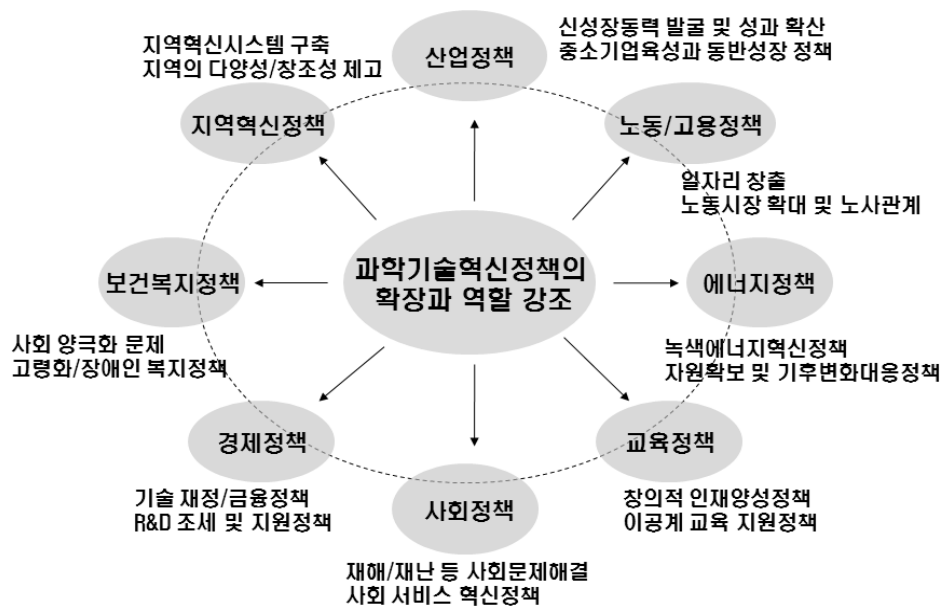 지역혁신시스템 구축
지역의 다양성/창조성 제고
산업정책
신성장동력 발굴 및 성과 확산
중소기업육성과 동반성장 정책
지역혁신정책
노동/고용정책
일자리 창출
노동시장 확대 및 노사관계
과학기술혁신정책의
확장과 역할 강조
보건복지정책
에너지정책
사회 양극화 문제
고령화/장애인 복지정책
녹색에너지혁신정책
자원확보 및 기후변화대응정책
경제정책
교육정책
기술 재정/금융정책
R&D 조세 및 지원정책
사회정책
창의적 인재양성정책
이공계 교육 지원정책
재해/재난 등 사회문제해결
사회 서비스 혁신정책